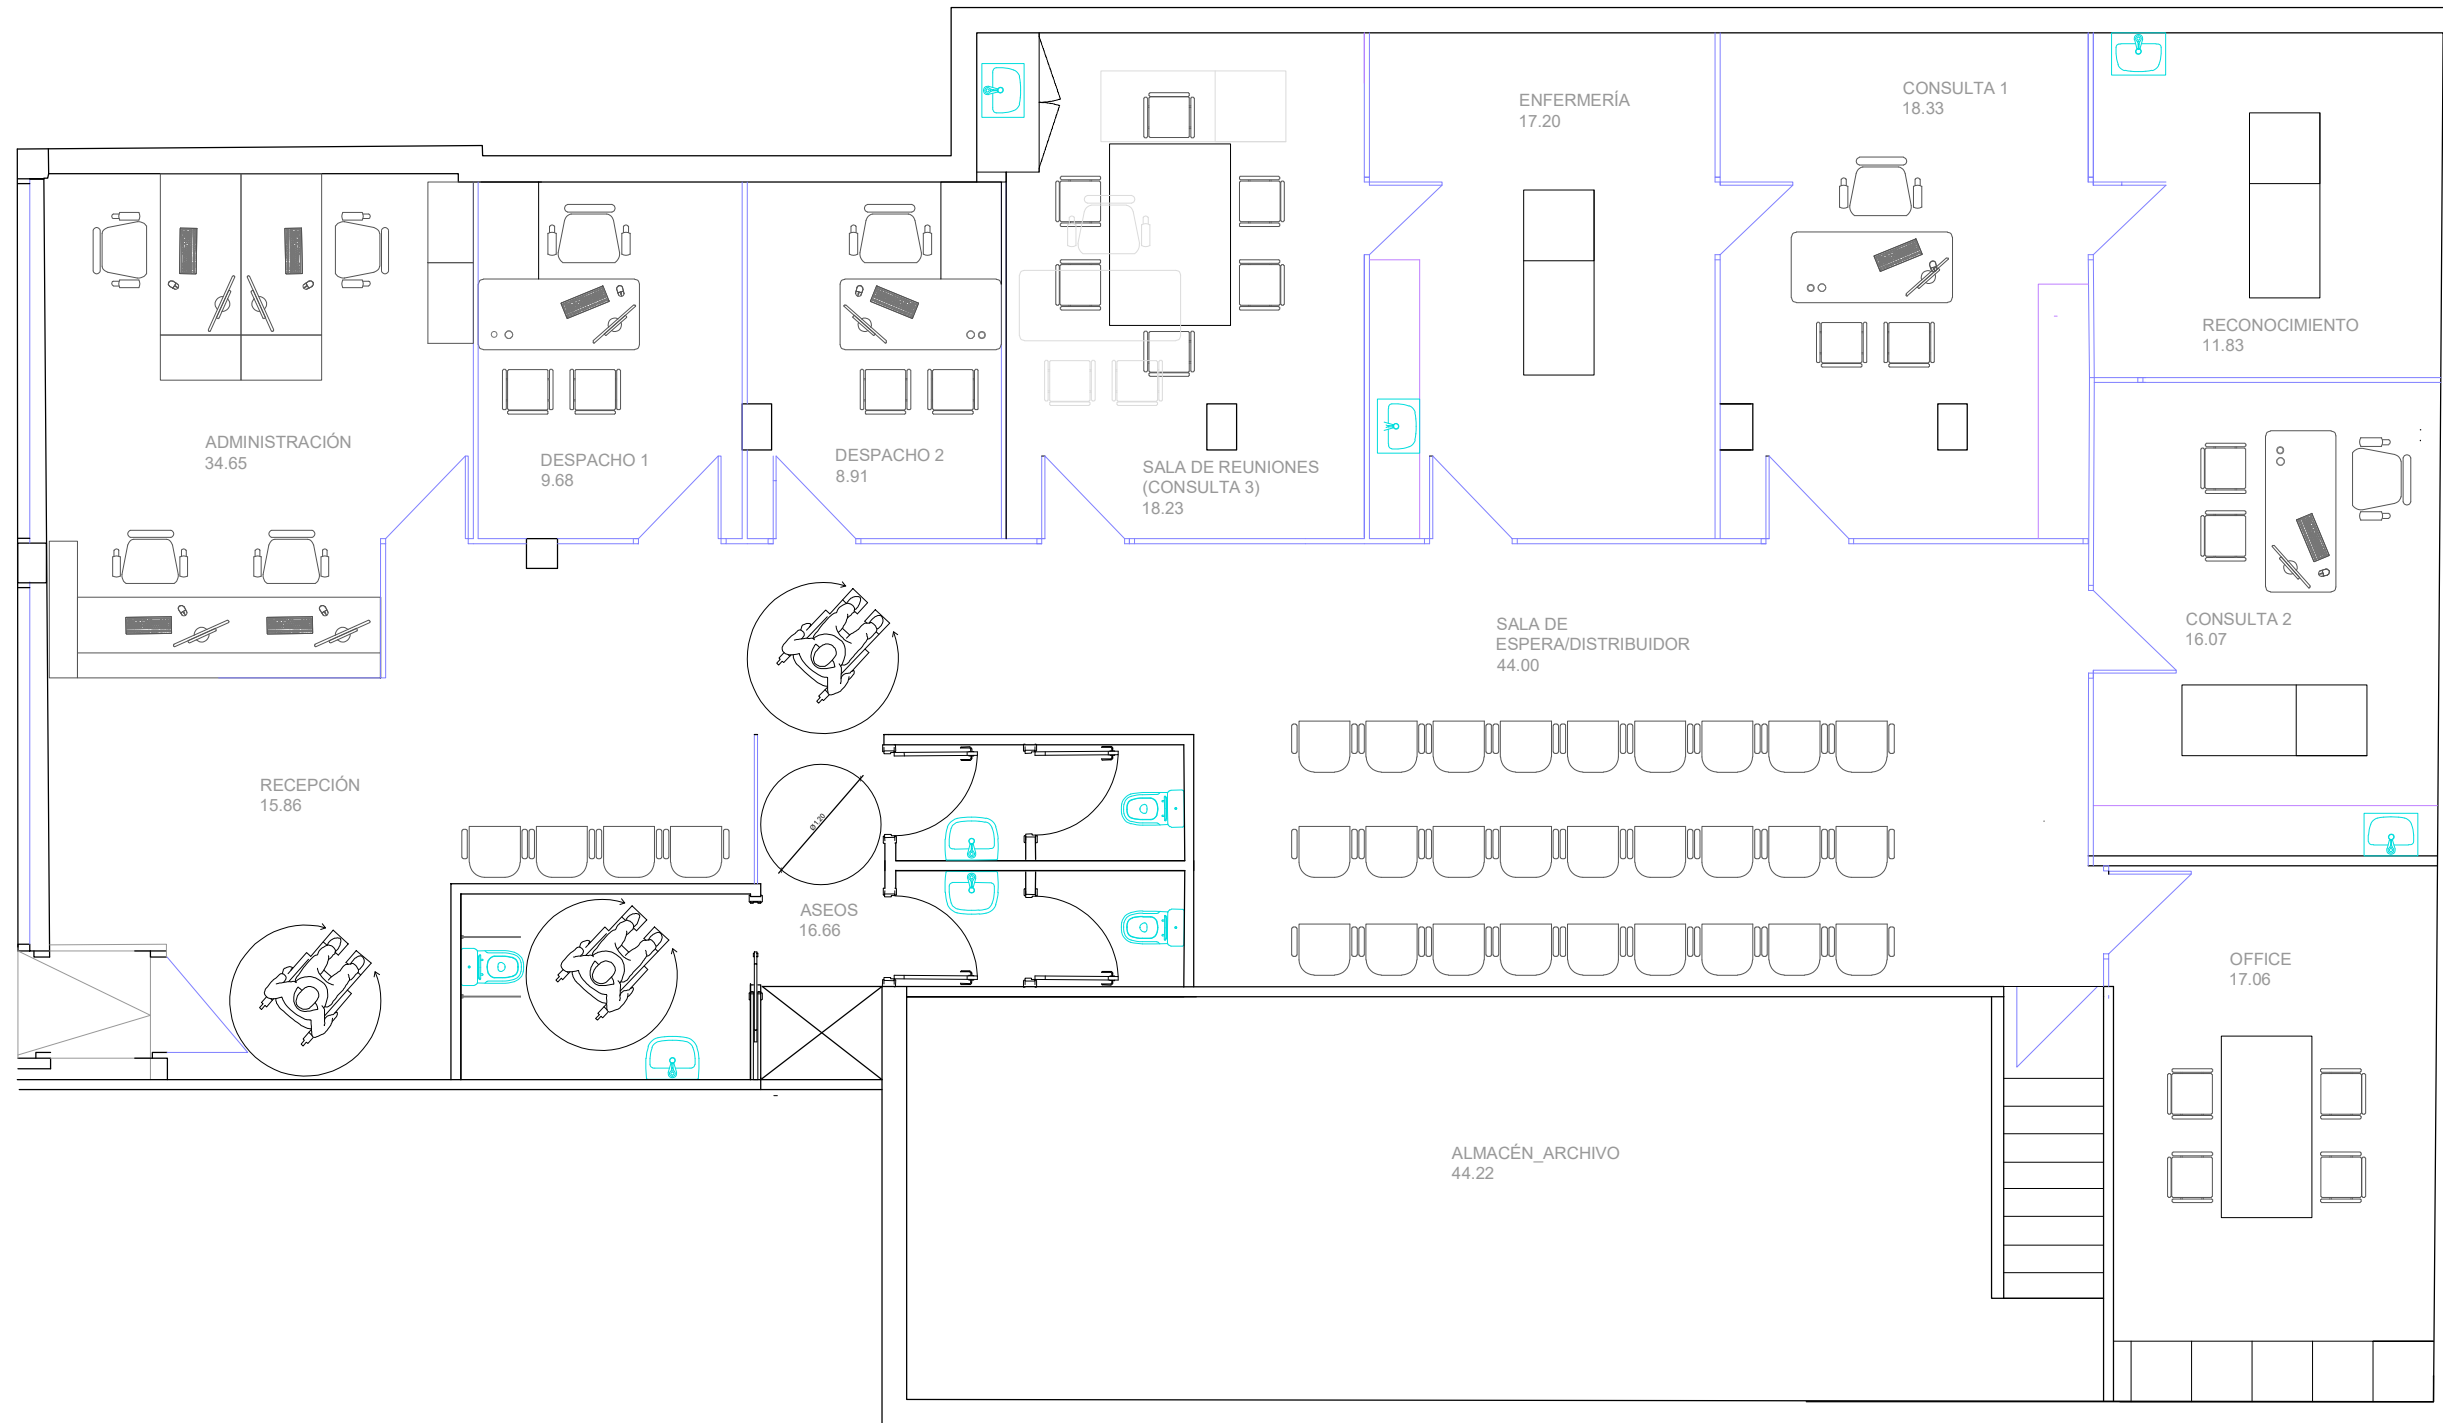 ENFERMERÍA
17.20
CONSULTA 1
18.33
RECONOCIMIENTO
11.83
ADMINISTRACIÓN
34.65
DESPACHO 1
9.68
DESPACHO 2
8.91
SALA DE REUNIONES
(CONSULTA 3)
18.23
SALA DE
ESPERA/DISTRIBUIDOR
44.00
CONSULTA 2
16.07
RECEPCIÓN
15.86
Ø120
ASEOS
16.66
OFFICE
17.06
ALMACÉN_ARCHIVO
44.22